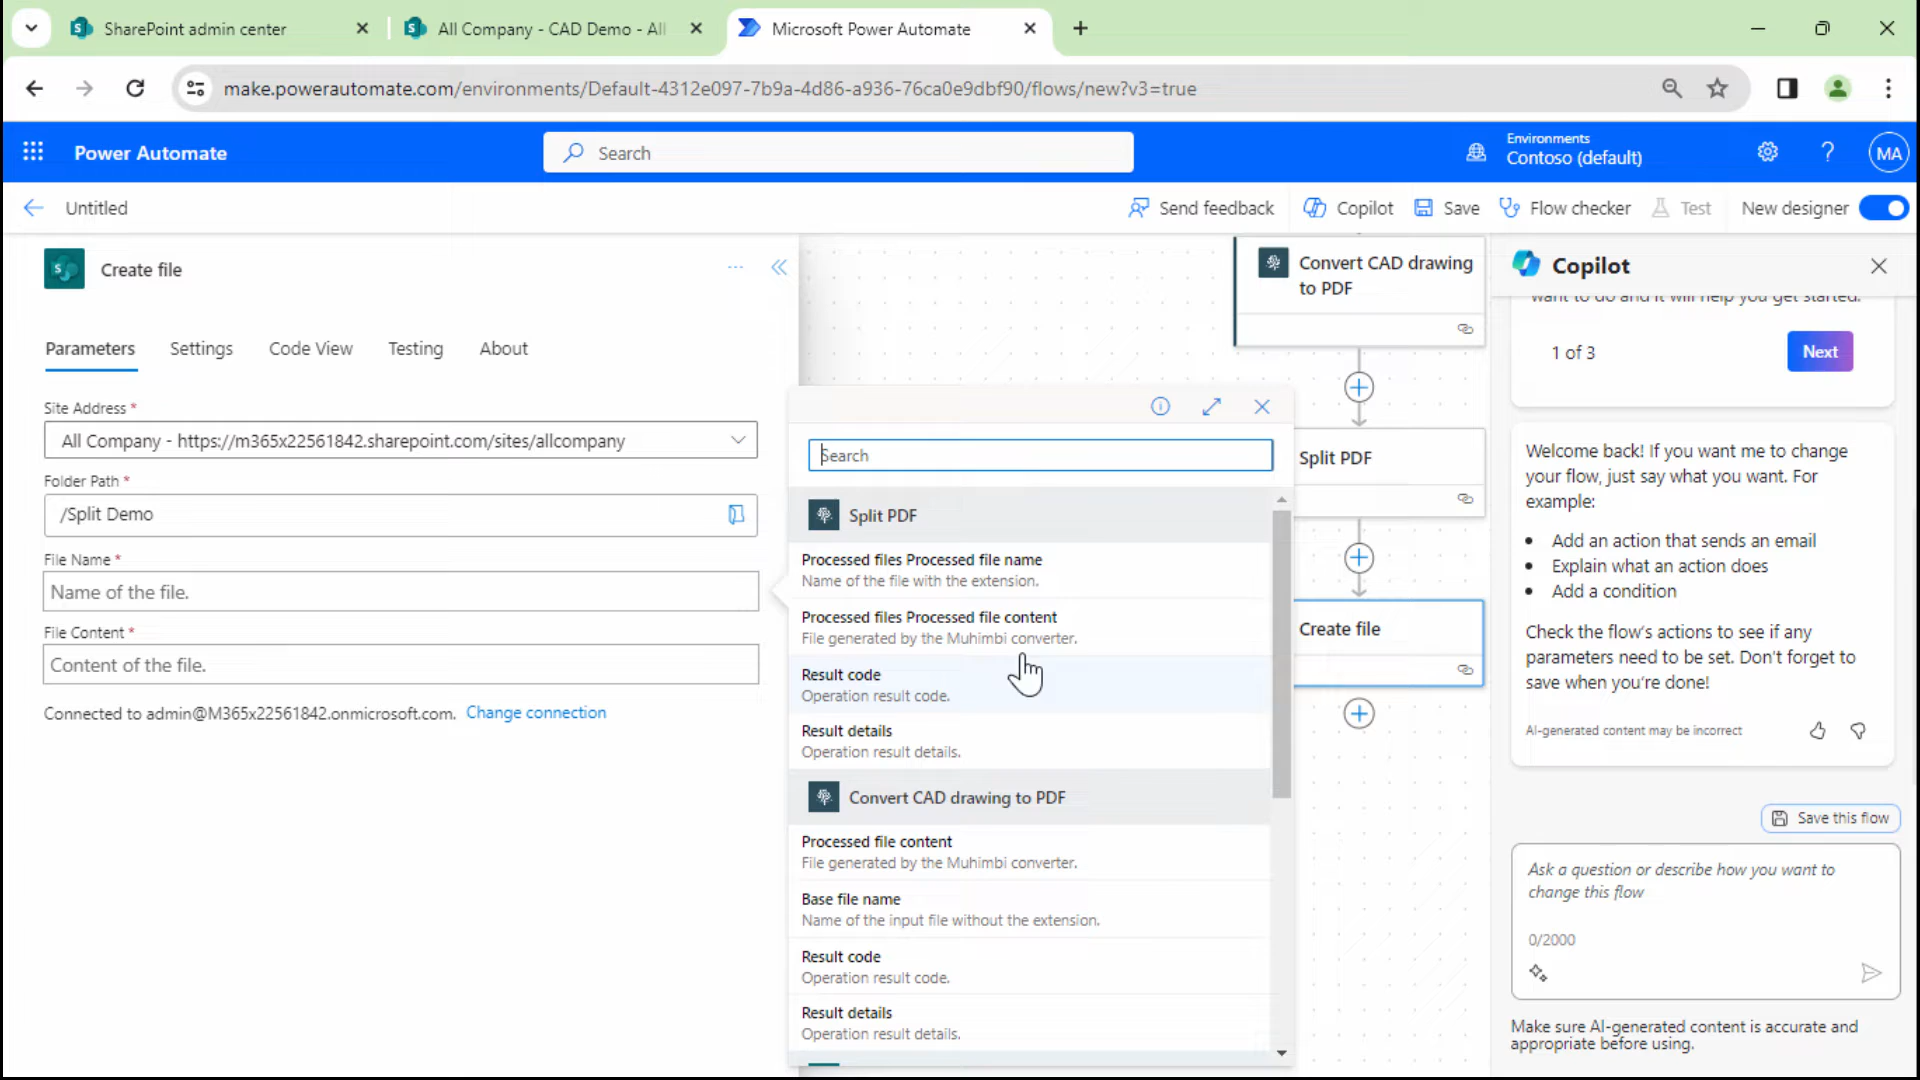 SharePoint admin center
All Company - CAD Demo - All
Microsoft Power Automate
make.powerautomate.com/environments/Default-4312e097-7b9a-4d86-a936-76ca0e9dbf90/flows/new?v3=true
Power Automate
Search
Environments
Contoso (default)
?
MA
Untitled
Send feedback
Copilot
Save
Flow checker
Test
New designer
S
Create file
Parameters
Settings
Code View
Testing
About
Site Address *
All Company - https://m365x22561842.sharepoint.com/sites/allcompany
Folder Path *
/Split Demo
File Name *
Name of the file.
File Content *
Content of the file.
Connected to admin@M365x22561842.onmicrosoft.com. Change connection
Search
Split PDF
Processed files Processed file name
Name of the file with the extension.
Processed files Processed file content
File generated by the Muhimbi converter.
Result code
Operation result code.
Result details
Operation result details.
Convert CAD drawing to PDF
Processed file content
File generated by the Muhimbi converter.
Base file name
Name of the input file without the extension.
Result code
Operation result code.
Result details
Operation result details.
Convert CAD drawing
to PDF
Split PDF
Create file
Copilot
want to do and it will help you get started.
1 of 3
Next
Welcome back! If you want me to change
your flow, just say what you want. For
example:
• Add an action that sends an email
• Explain what an action does
• Add a condition
Check the flow's actions to see if any
parameters need to be set. Don't forget to
save when you're done!
AI-generated content may be incorrect
Save this flow
Ask a question or describe how you want to
change this flow
0/2000
Make sure AI-generated content is accurate and
appropriate before using.